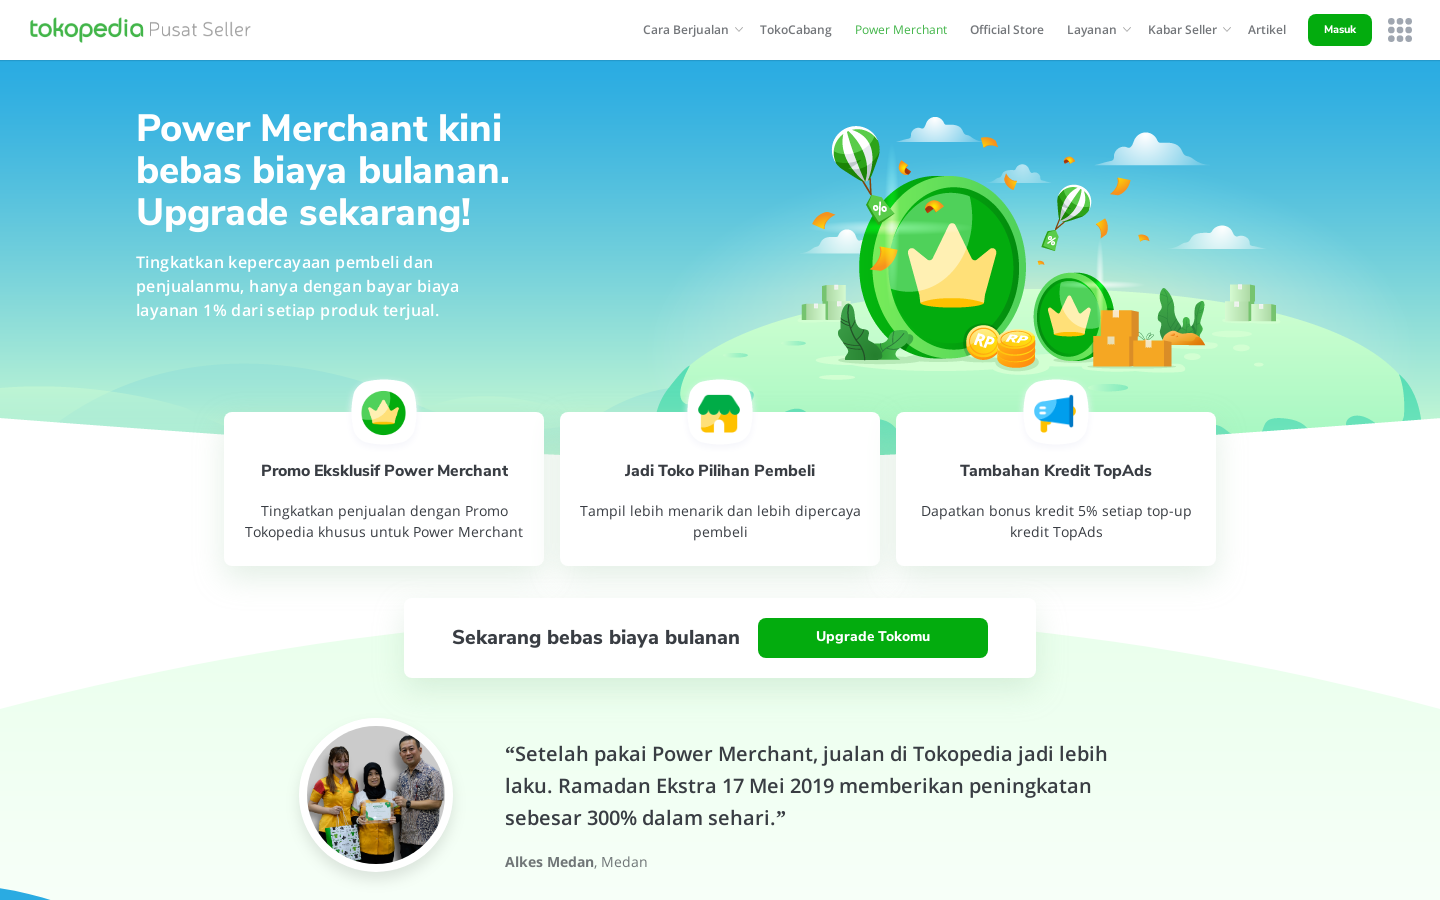 tokopedia Pusat Seller
Cara Berjualan
TokoCabang
Power Merchant
Official Store
Layanan
Kabar Seller
Artikel
Masuk
Power Merchant kini
bebas biaya bulanan.
Upgrade sekarang!
Tingkatkan kepercayaan pembeli dan
penjualanmu, hanya dengan bayar biaya
layanan 1% dari setiap produk terjual.
%
%
RP
RP
Promo Eksklusif Power Merchant
Tingkatkan penjualan dengan Promo
Tokopedia khusus untuk Power Merchant
Jadi Toko Pilihan Pembeli
Tampil lebih menarik dan lebih dipercaya
pembeli
Tambahan Kredit TopAds
Dapatkan bonus kredit 5% setiap top-up
kredit TopAds
Sekarang bebas biaya bulanan
Upgrade Tokomu
“Setelah pakai Power Merchant, jualan di Tokopedia jadi lebih
laku. Ramadan Ekstra 17 Mei 2019 memberikan peningkatan
sebesar 300% dalam sehari.”
Alkes Medan, Medan